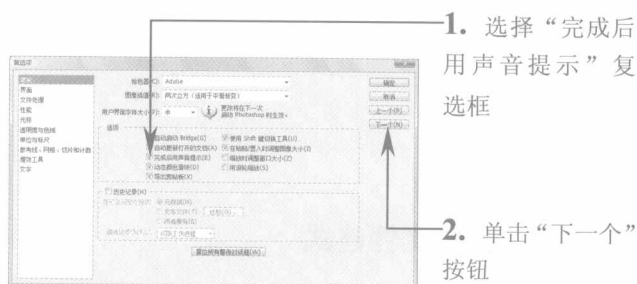 1. 选择“完成后
用声音提示”复
选框
首选项
常规
界面
文件处理
性能
光标
透明度与色域
单位与标尺
参考线、网格、切片和计数
增效工具
文字
拾色器(C): Adobe
图像插值(R): 两次立方（适用于平滑渐变）
用户界面字体大小(F): 中
更改将在下一次
启动 Photoshop 时生效。
选项
自动启动 Bridge(G)
自动更新打开的文档(A)
完成后用声音提示(E)
动态颜色滑块(D)
导出剪贴板(X)
使用 Shift 键切换工具(U)
在粘贴/置入时调整图像大小(I)
缩放时调整窗口大小(Z)
用滚轮缩放(S)
历史记录(H)
元数据(M)
复位所有警告对话框(W)
确定
取消
上一个(P)
下一个(N)
2. 单击“下一个”
按钮